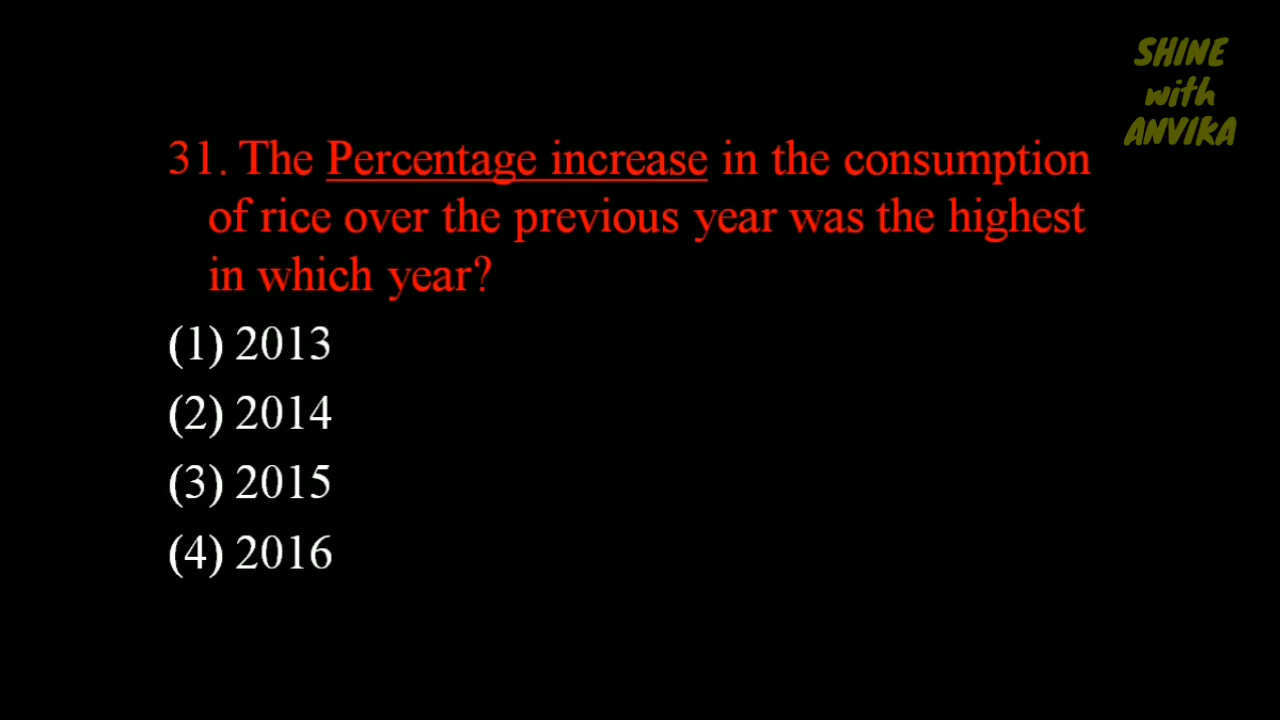 SHINE
with
ANVIKA
31. The Percentage increase in the consumption
of rice over the previous year was the highest
in which year?
(1) 2013
(2) 2014
(3) 2015
(4) 2016